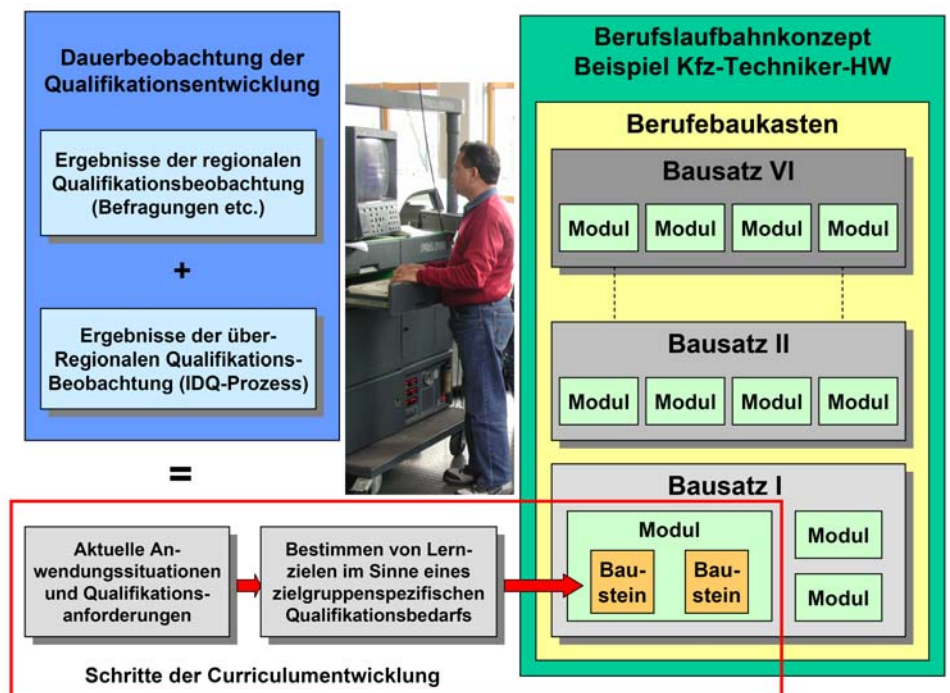 Dauerbeobachtung der
Qualifikationsentwicklung
Ergebnisse der regionalen
Qualifikationsbeobachtung
(Befragungen etc.)
+
Ergebnisse der über-
Regionalen Qualifikations-
Beobachtung (IDQ-Prozess)
=
Aktuelle An-
wendungssituationen
und Qualifikations-
anforderungen
Bestimmen von Lern-
zielen im Sinne eines
zielgruppenspezifischen
Qualifikationsbedarfs
Schritte der Curriculumentwicklung
Berufslaufbahnkonzept
Beispiel Kfz-Techniker-HW
Berufebaukasten
Bausatz VI
Modul Modul Modul Modul
Bausatz II
Modul Modul Modul Modul
Bausatz I
Modul
Bau-
stein
Bau-
stein
Modul
Modul